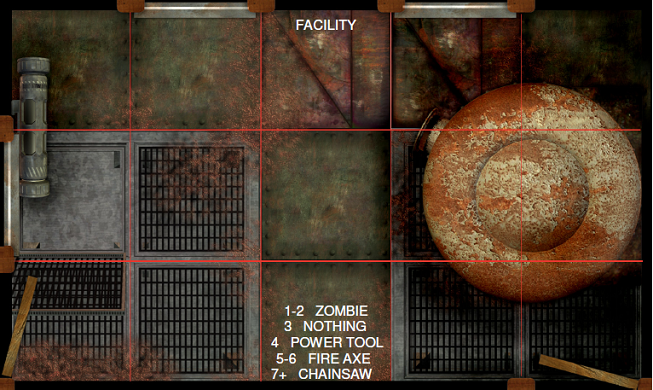 FACILITY
1-2 ZOMBIE
3 NOTHING
4 POWER TOOL
5-6 FIRE AXE
7+ CHAINSAW